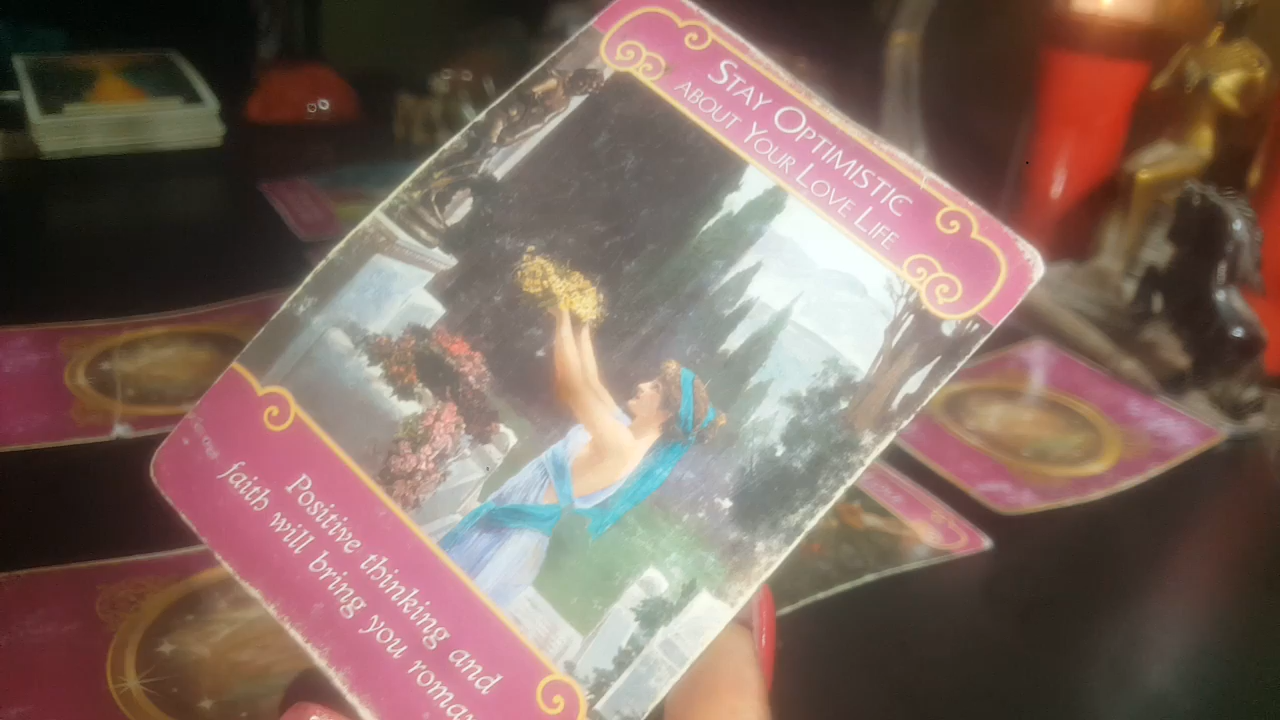 STAY OPTIMISTIC
ABOUT YOUR LOVE LIFE
Positive thinking and
faith will bring you